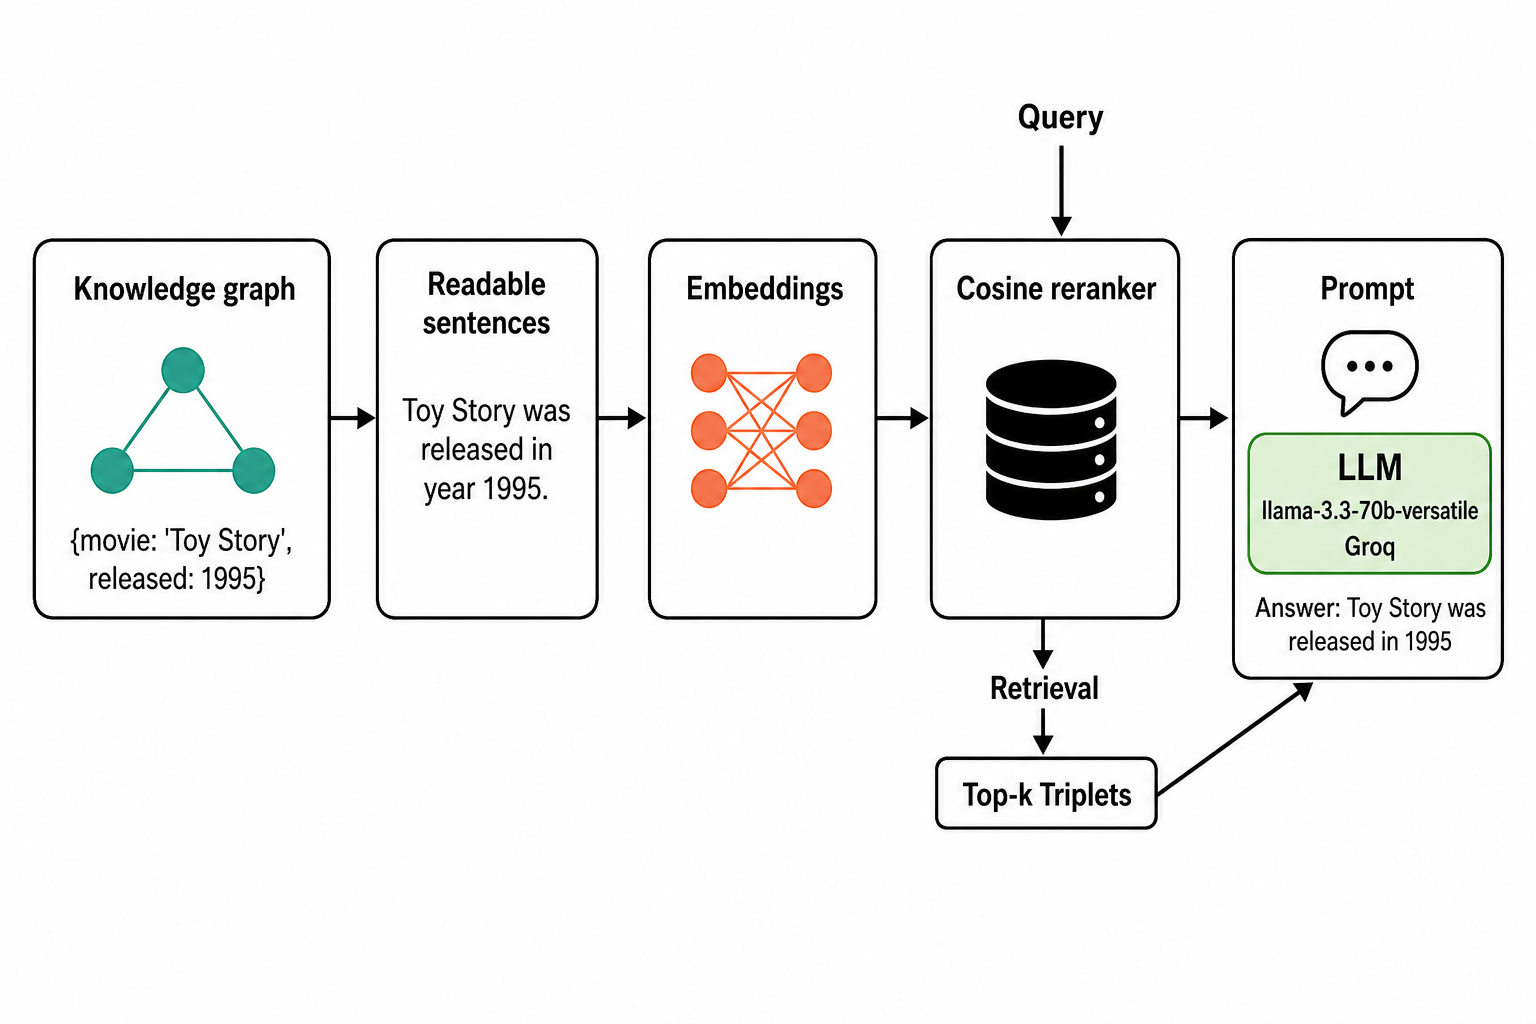 Query
Knowledge graph
{movie: 'Toy Story',
released: 1995}
Readable
sentences
Toy Story was
released in
year 1995.
Embeddings
Cosine reranker
Prompt
LLM
llama-3.3-70b-versatile
Groq
Answer: Toy Story was
released in 1995
Retrieval
Top-k Triplets